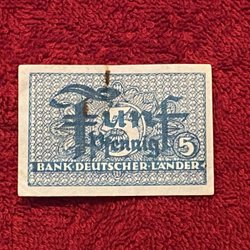 Fünf
Pfennig
5
BANK·DEUTSCHER·LÄNDER